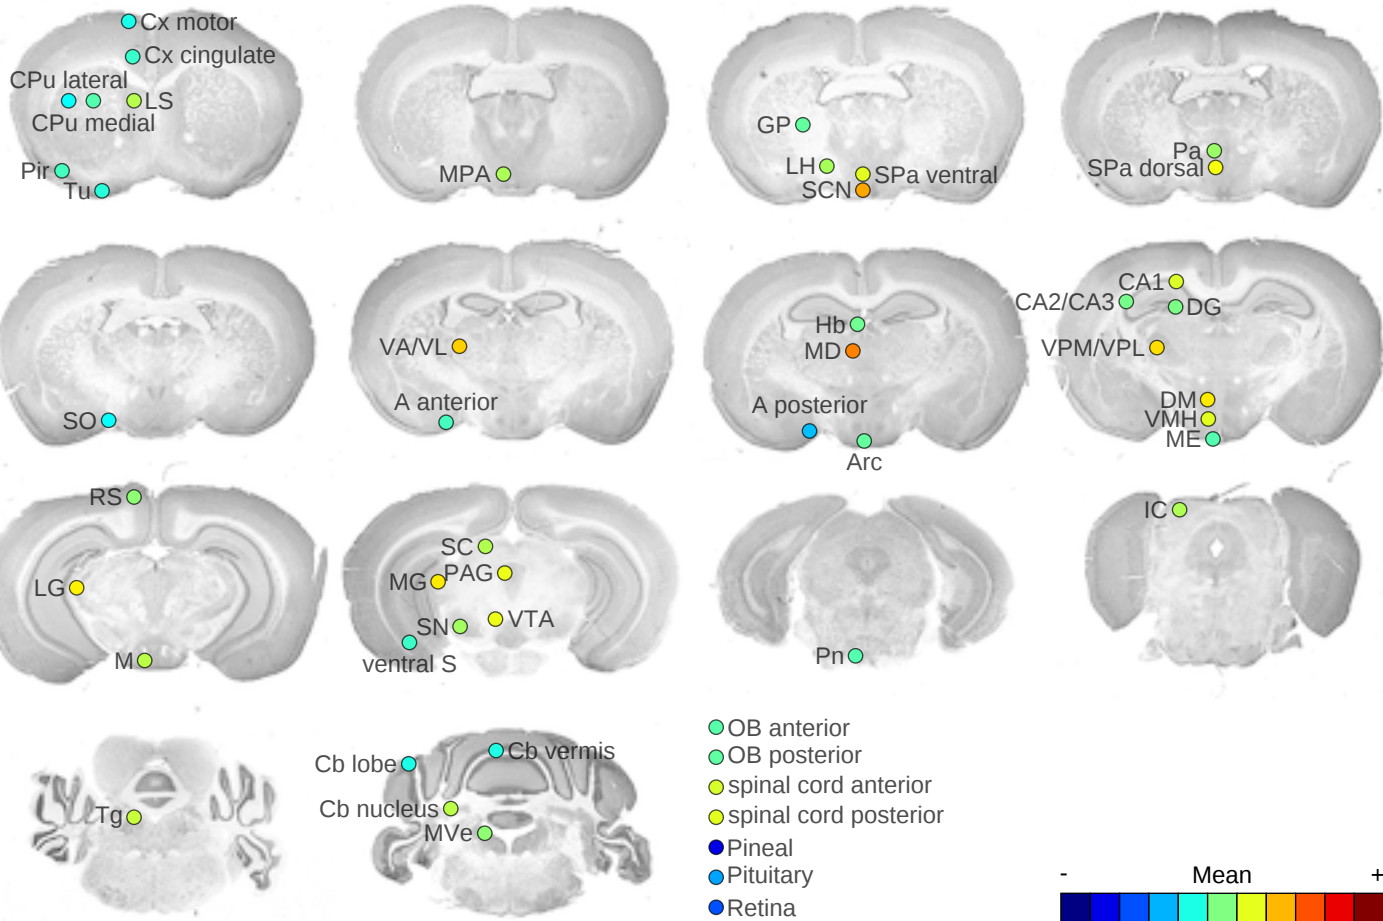 Cx motor
Cx cingulate
CPu lateral
LS
CPu medial
Pir
Tu
MPA
GP
LH
SPa ventral
SCN
Pa
SPa dorsal
SO
VA/VL
A anterior
Hb
MD
A posterior
Arc
CA1
CA2/CA3
DG
VPM/VPL
DM
VMH
ME
RS
LG
M
SC
PAG
MG
VTA
SN
ventral S
Pn
IC
Tg
Cb vermis
Cb lobe
Cb nucleus
MVe
OB anterior
OB posterior
spinal cord anterior
spinal cord posterior
Pineal
Pituitary
Retina
- Mean +